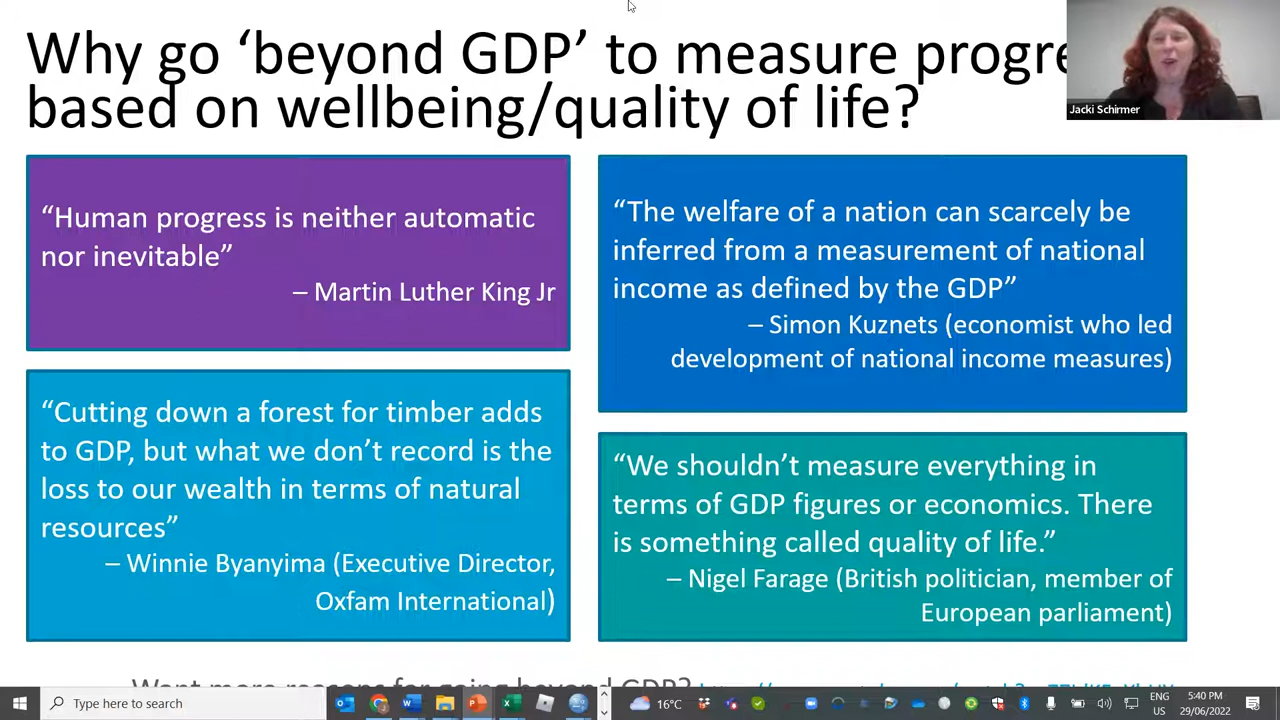 Why go ‘beyond GDP’ to measure progre
based on wellbeing/quality of life?
Jacki Schirmer
“Human progress is neither automatic
nor inevitable”
– Martin Luther King Jr
“The welfare of a nation can scarcely be
inferred from a measurement of national
income as defined by the GDP”
– Simon Kuznets (economist who led
development of national income measures)
“Cutting down a forest for timber adds
to GDP, but what we don’t record is the
loss to our wealth in terms of natural
resources”
– Winnie Byanyima (Executive Director,
Oxfam International)
“We shouldn’t measure everything in
terms of GDP figures or economics. There
is something called quality of life.”
– Nigel Farage (British politician, member of
European parliament)
Want more reasons for going beyond GDP?
Type here to search
16°C
ENG
US
5:40 PM
29/06/2022